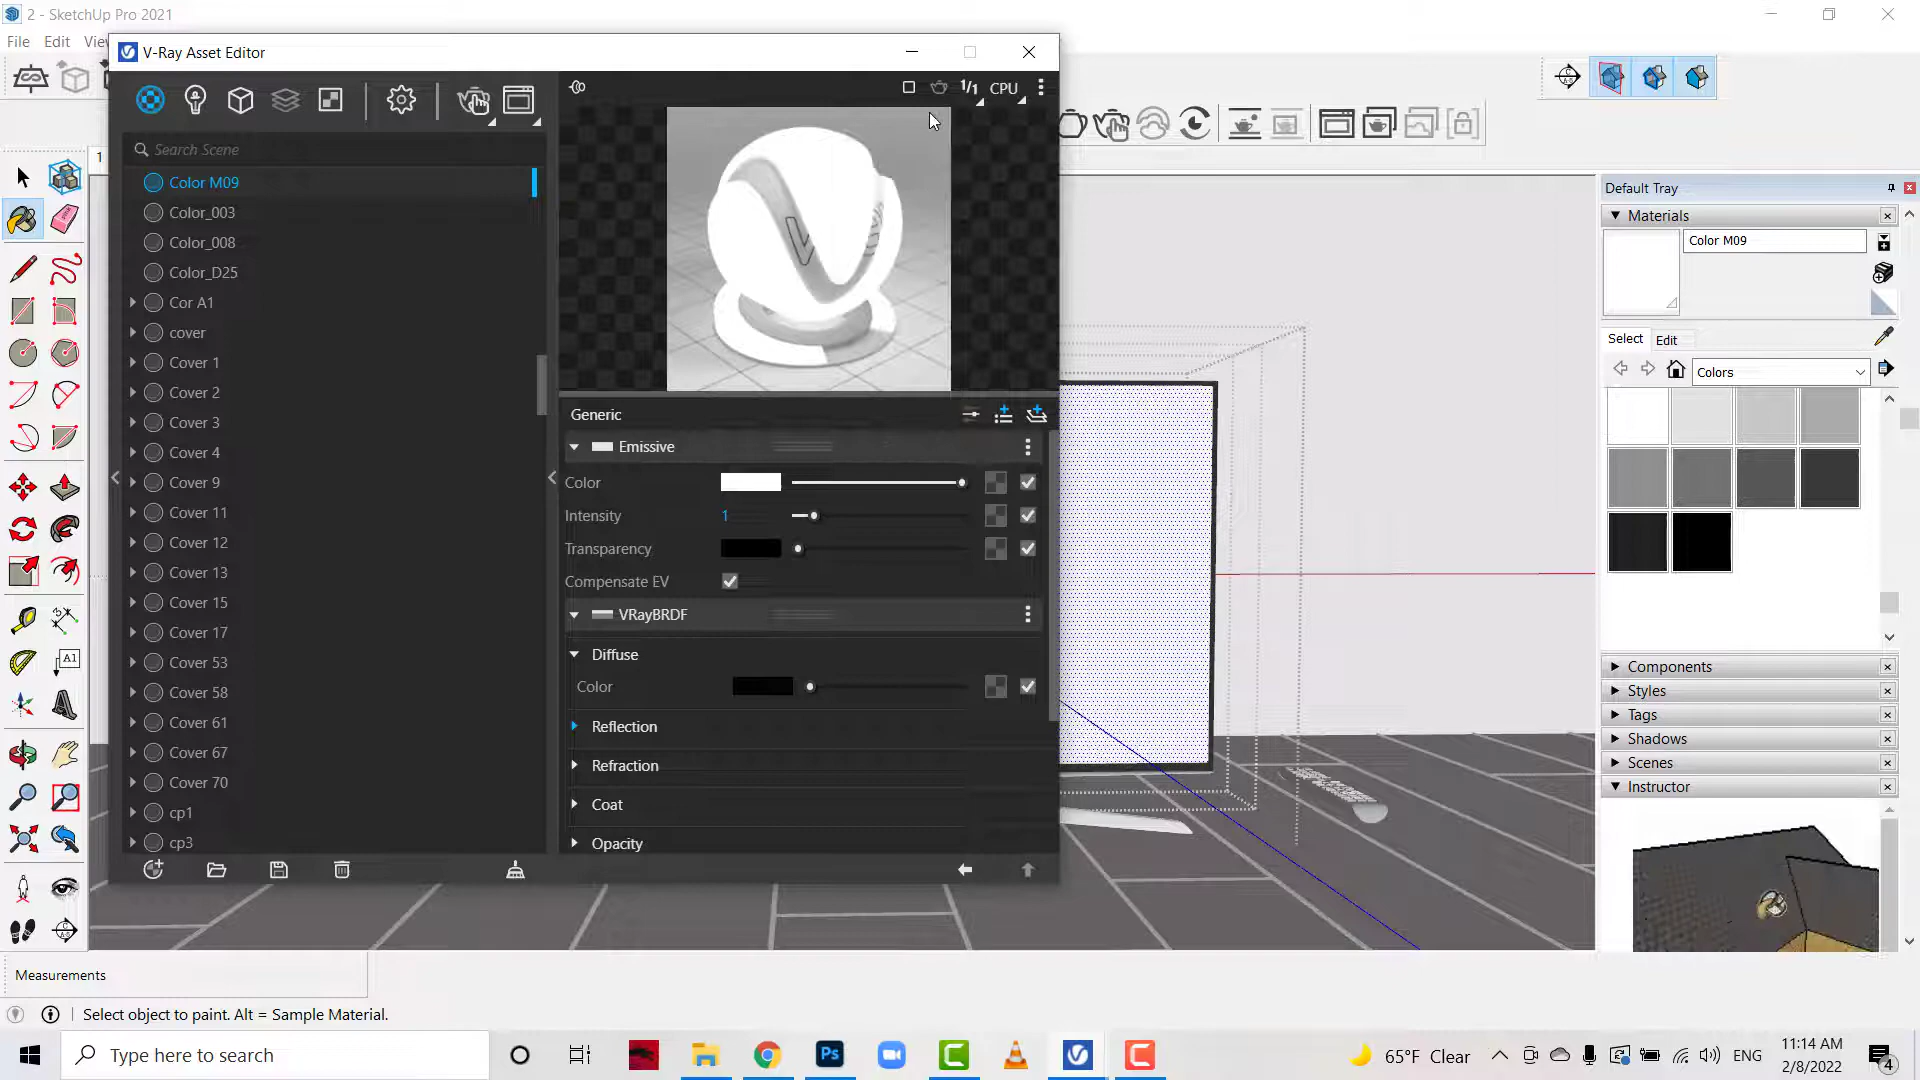 2 - SketchUp Pro 2021
File Edit
V-Ray Asset Editor
1/1 CPU
Search Scene
Color M09
Color_003
Color_008
Color_D25
Cor A1
cover
Cover 1
Cover 2
Cover 3
Cover 4
Cover 9
Cover 11
Cover 12
Cover 13
Cover 15
Cover 17
Cover 53
Cover 58
Cover 61
Cover 67
Cover 70
cp1
cp3
Generic
Emissive
Color
Intensity 1
Transparency
Compensate EV
VRayBRDF
Diffuse
Color
Reflection
Refraction
Coat
Opacity
1
A1
Default Tray
Materials
Color M09
Select Edit
Colors
Components
Styles
Tags
Shadows
Scenes
Instructor
Measurements
Select object to paint. Alt = Sample Material.
Type here to search
Ps
65°F Clear
ENG
11:14 AM
2/8/2022
4